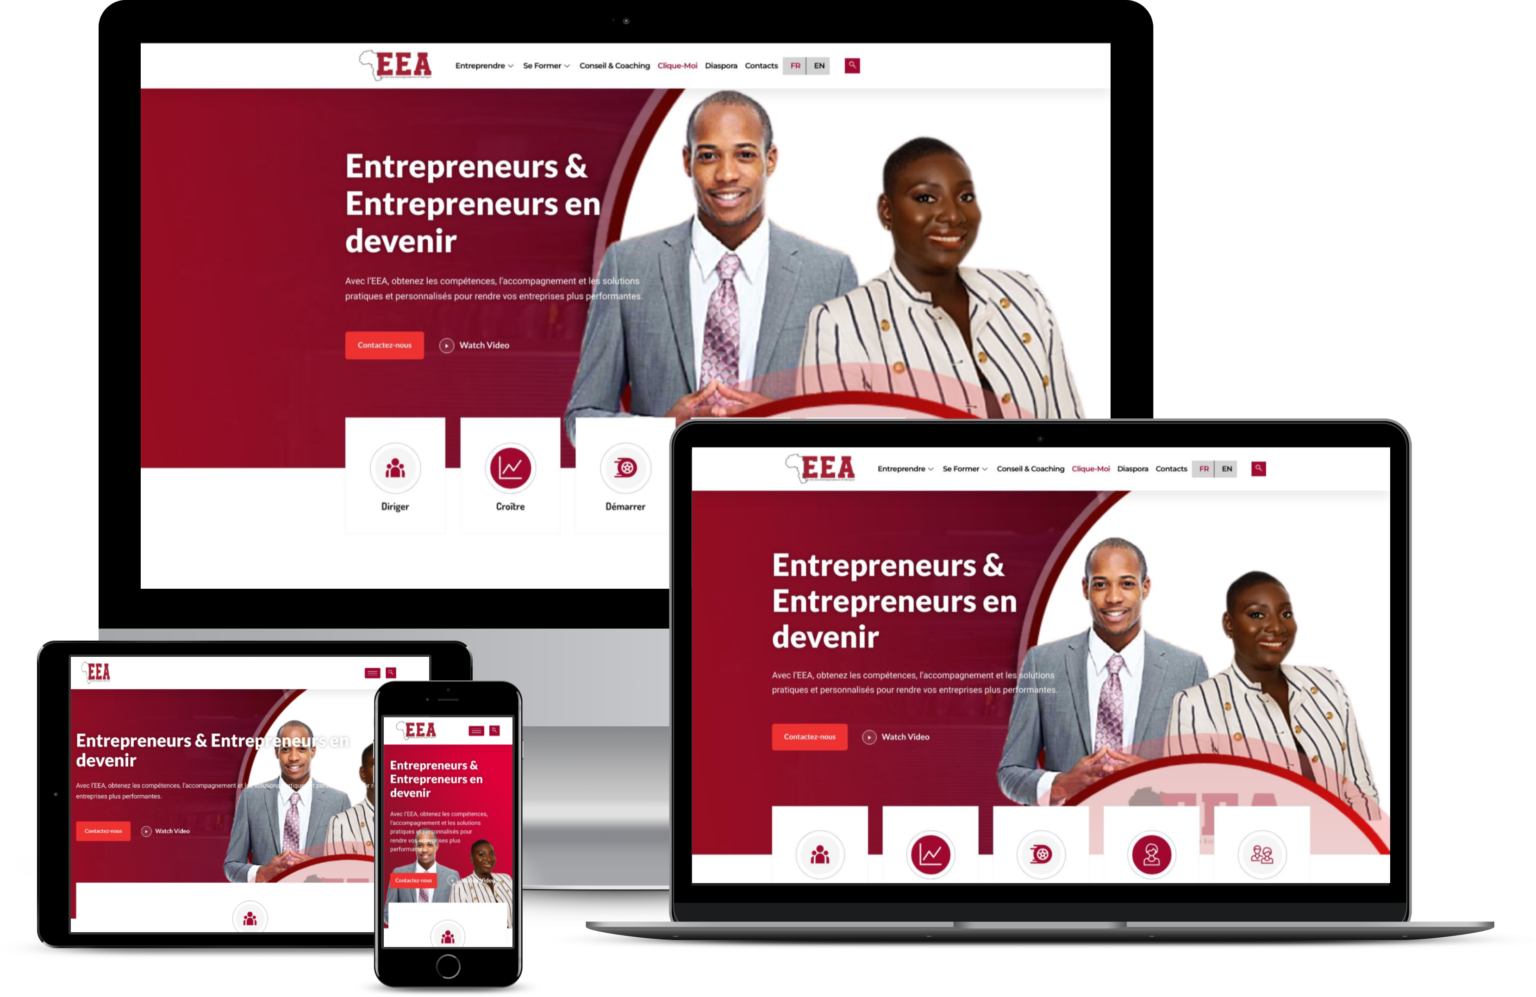 EEA
Entreprendre Se Former Conseil & Coaching Clique-Moi Diaspora Contacts FR EN
Entrepreneurs &
Entrepreneurs en
devenir
Avec l'EEA, obtenez les compétences, l'accompagnement et les solutions
pratiques et personnalisés pour rendre vos entreprises plus performantes.
Contactez-nous Watch Video
Diriger Croître Démarrer
EEA
Entreprendre Se Former Conseil & Coaching Clique-Moi Diaspora Contacts FR EN
Entrepreneurs &
Entrepreneurs en
devenir
Avec l'EEA, obtenez les compétences, l'accompagnement et les solutions
pratiques et personnalisés pour rendre vos entreprises plus performantes.
Contactez-nous Watch Video
EEA
Entrepreneurs & Entrepreneurs en
devenir
Avec l'EEA, obtenez les compétences, l'accompagnement et les solutions pratiques et
entreprises plus performantes.
Contactez-nous Watch Video
EEA
Entrepreneurs &
Entrepreneurs en
devenir
Avec l'EEA, obtenez les compétences,
l'accompagnement et les solutions
pratiques et personnalisés pour
rendre vos entreprises plus
performantes.
Contactez-nous Watch Video